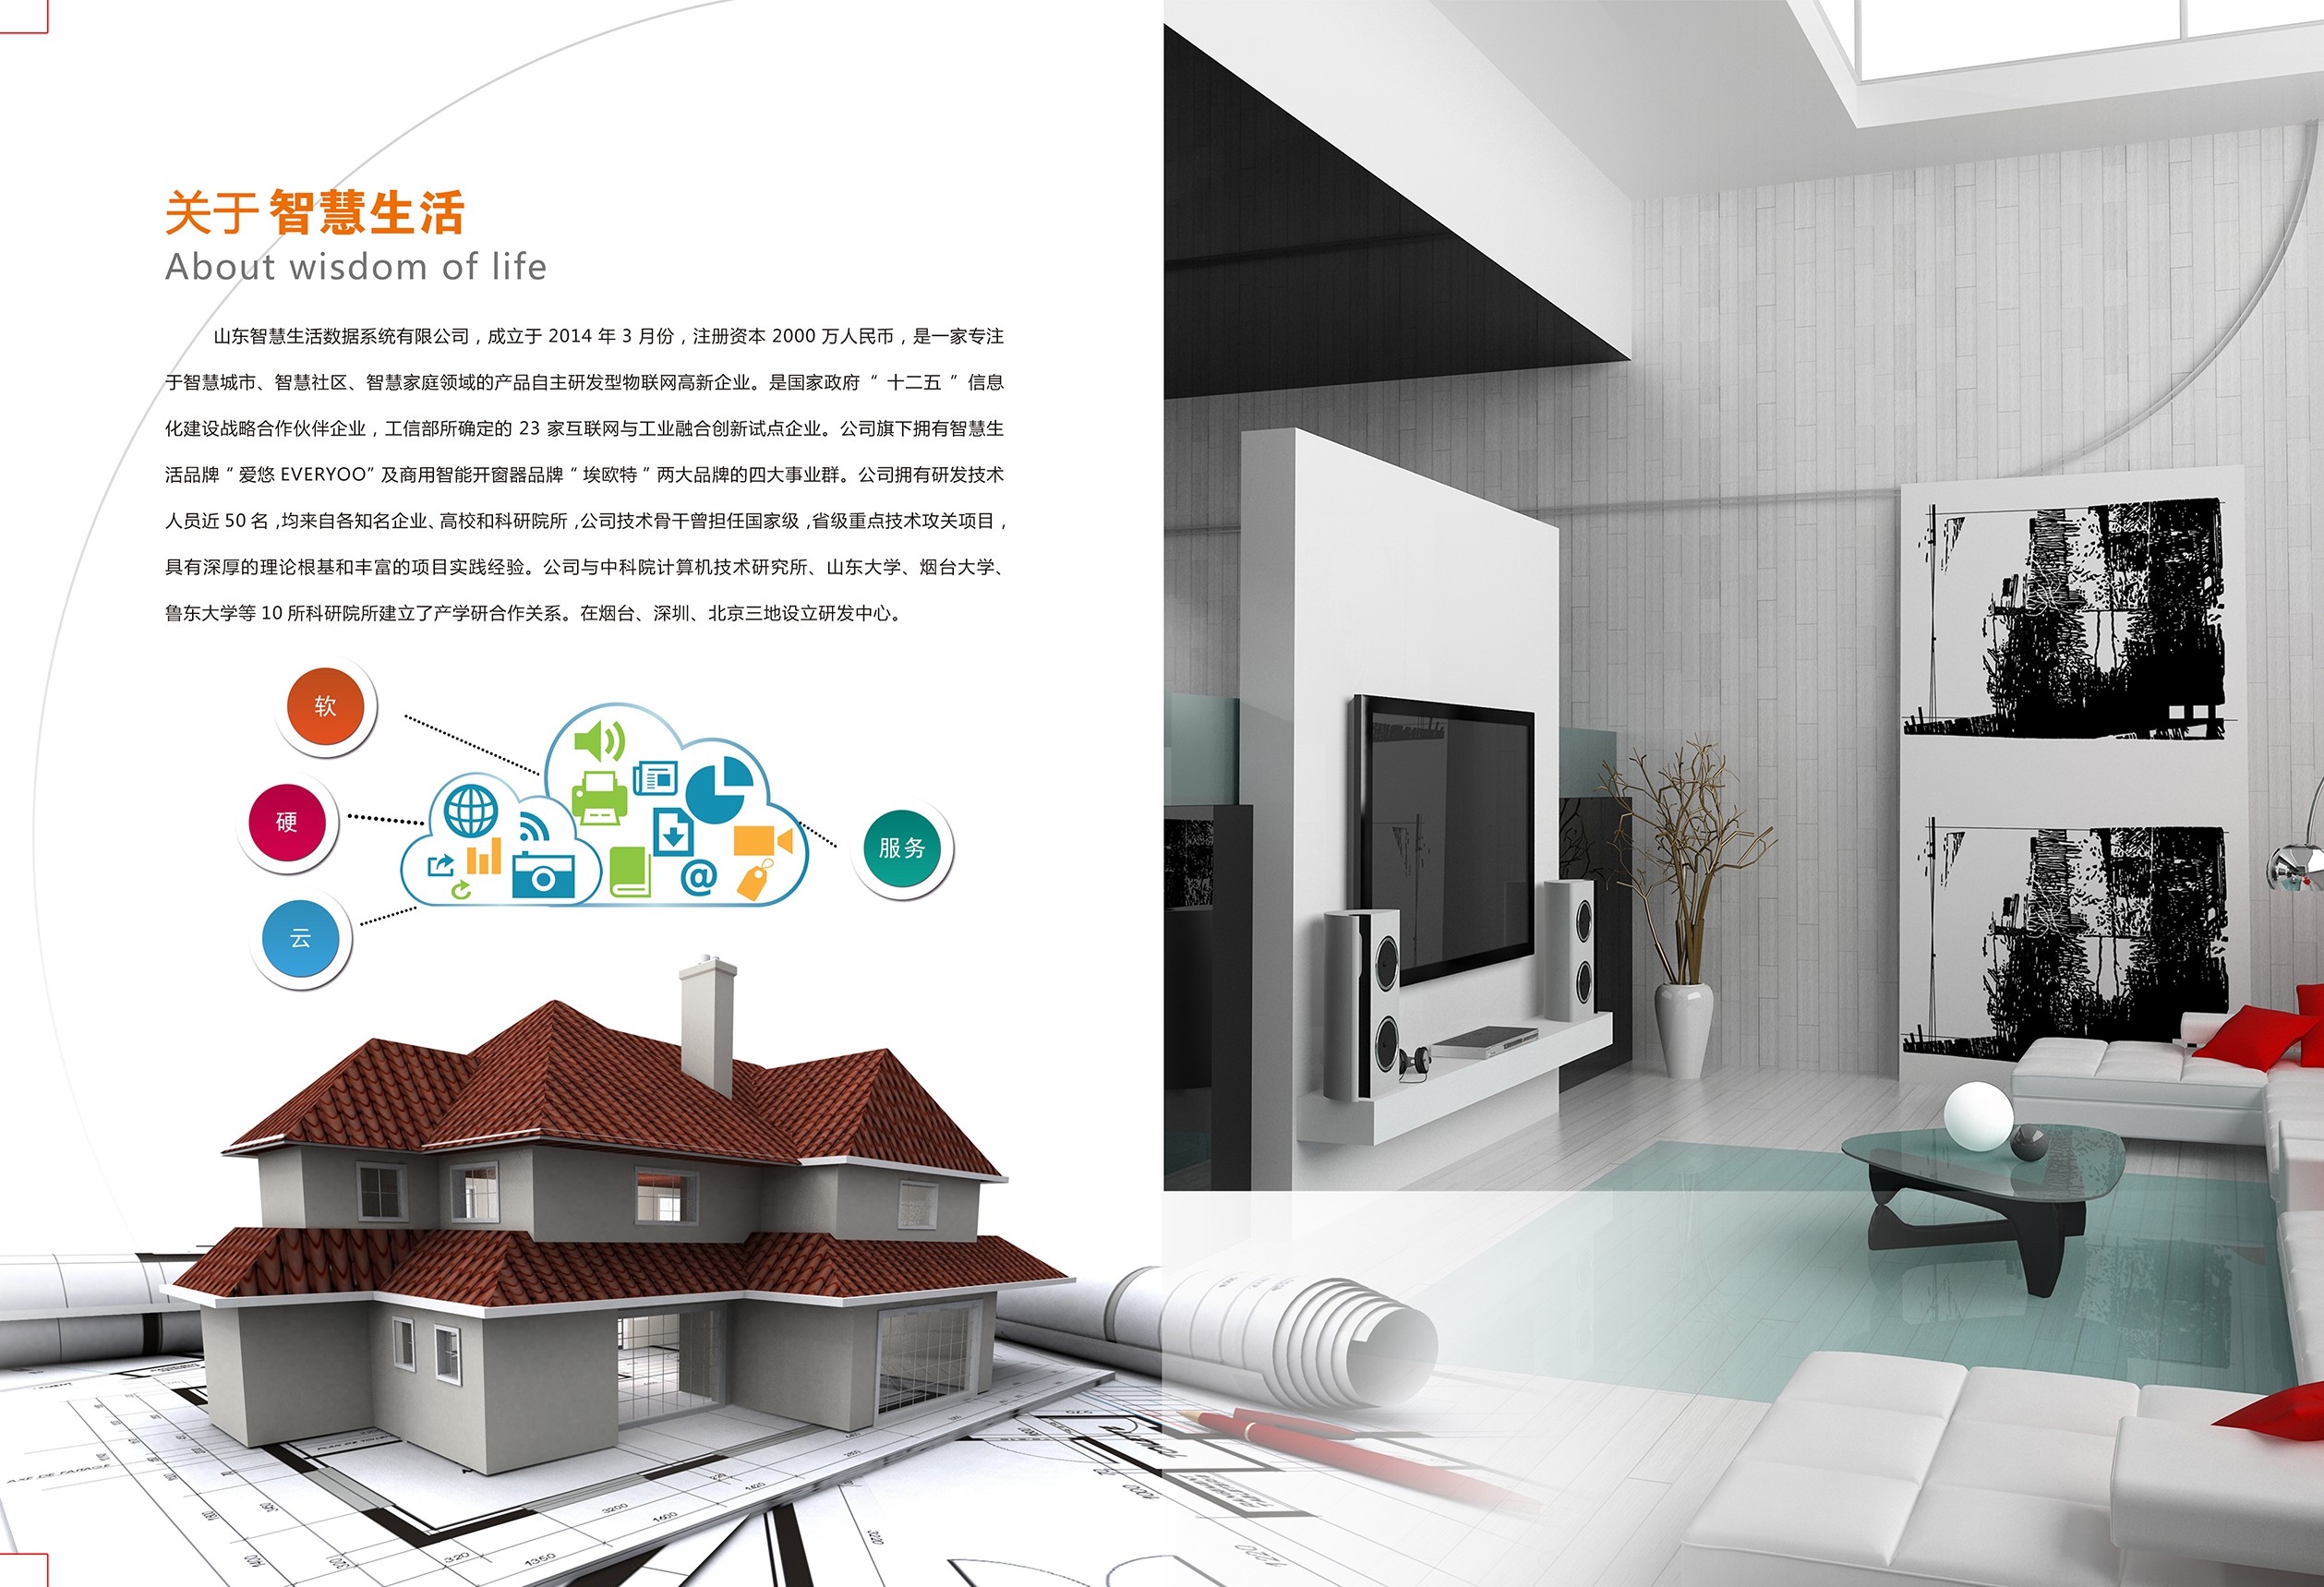 关于 智慧生活
About wisdom of life
山东智慧生活数据系统有限公司，成立于 2014 年 3 月份，注册资本 2000 万人民币，是一家专注
于智慧城市、智慧社区、智慧家庭领域的产品自主研发型物联网高新企业。是国家政府“ 十二五 ”信息
化建设战略合作伙伴企业，工信部所确定的 23 家互联网与工业融合创新试点企业。公司旗下拥有智慧生
活品牌“ 爱悠 EVERYOO”及商用智能开窗器品牌“ 埃欧特 ”两大品牌的四大事业群。公司拥有研发技术
人员近 50 名，均来自各知名企业、高校和科研院所，公司技术骨干曾担任国家级，省级重点技术攻关项目，
具有深厚的理论根基和丰富的项目实践经验。公司与中科院计算机技术研究所、山东大学、烟台大学、
鲁东大学等 10 所科研院所建立了产学研合作关系。在烟台、深圳、北京三地设立研发中心。
软
硬
服务
云
@
3200
1600
220
1420
320
1350
3200
1000
1220